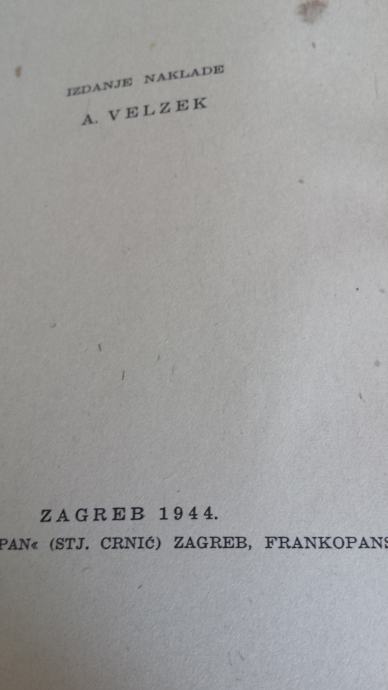 IZDANJE NAKLADE
A. VELZEK
ZAGREB 1944.
PAN« (STJ. CRNIĆ) ZAGREB, FRANKOPANS